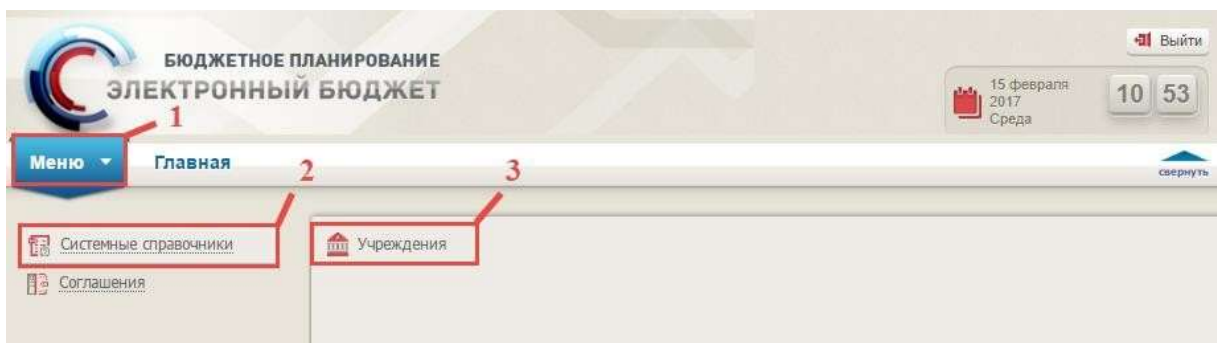 БЮДЖЕТНОЕ ПЛАНИРОВАНИЕ
ЭЛЕКТРОННЫЙ БЮДЖЕТ
Выйти
15 февраля
2017
Среда
10 53
1
Меню
Главная
2
3
свернуть
Системные справочники
Учреждения
Соглашения